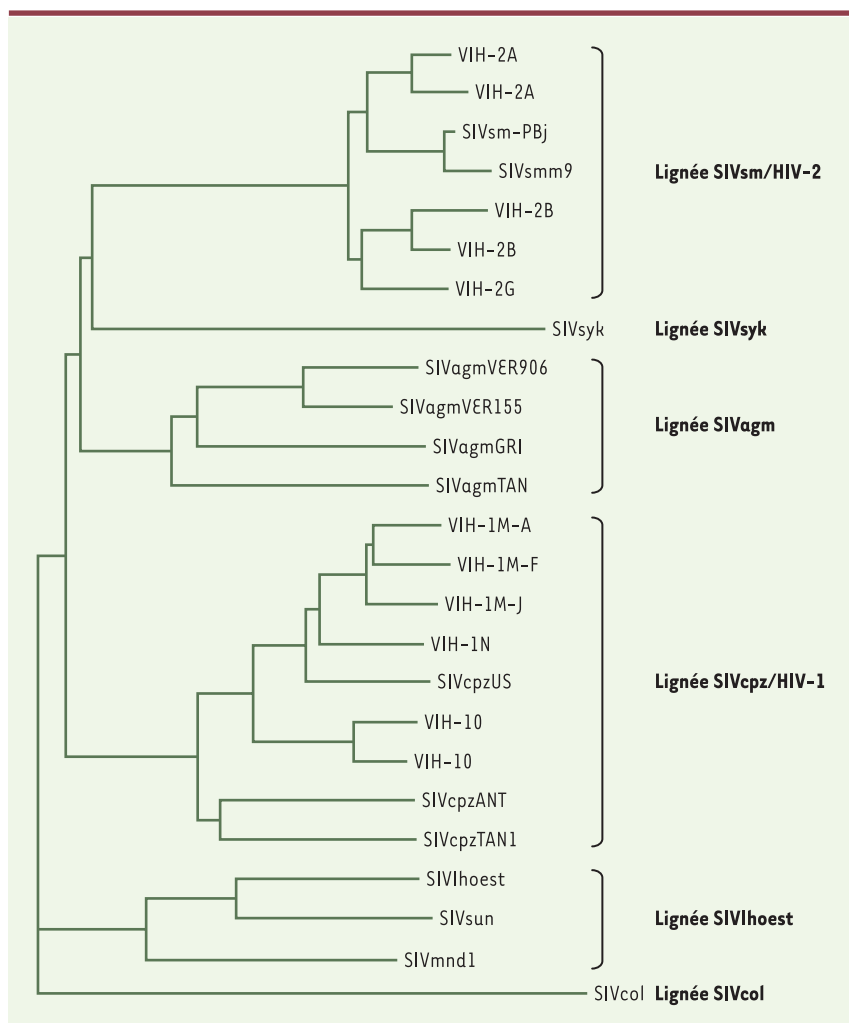 VIH-2A
VIH-2A
SIVsm-PBj
SIVsmm9
Lignée SIVsm/HIV-2
VIH-2B
VIH-2B
VIH-2G
SIVsyk Lignée SIVsyk
SIVagmVER906
SIVagmVER155
Lignée SIVagm
SIVagmGRI
SIVagmTAN
VIH-1M-A
VIH-1M-F
VIH-1M-J
VIH-1N
SIVcpzUS
Lignée SIVcpz/HIV-1
VIH-10
VIH-10
SIVcpzANT
SIVcpzTAN1
SIVlhoest
SIVsun
Lignée SIVlhoest
SIVmnd1
SIVcol Lignée SIVcol